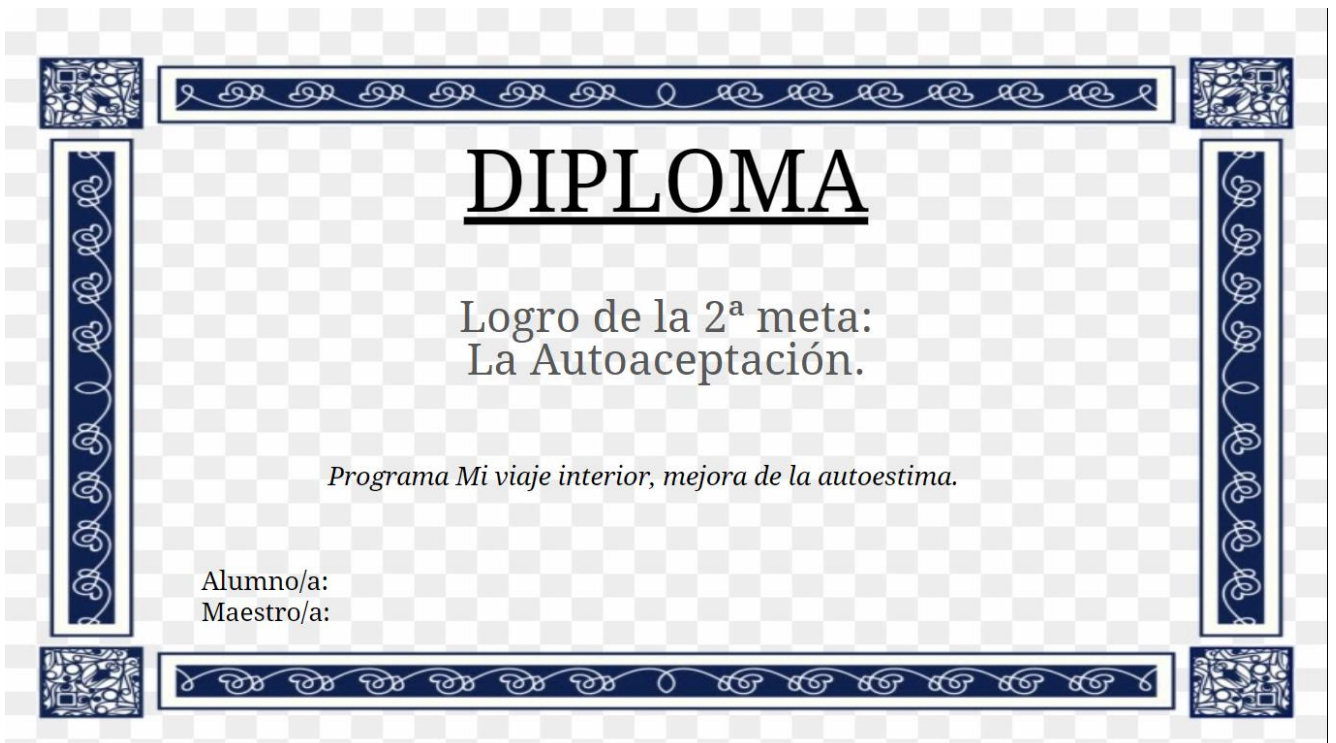 DIPLOMA
Logro de la 2ª meta:
La Autoaceptación.
Programa Mi viaje interior, mejora de la autoestima.
Alumno/a:
Maestro/a: